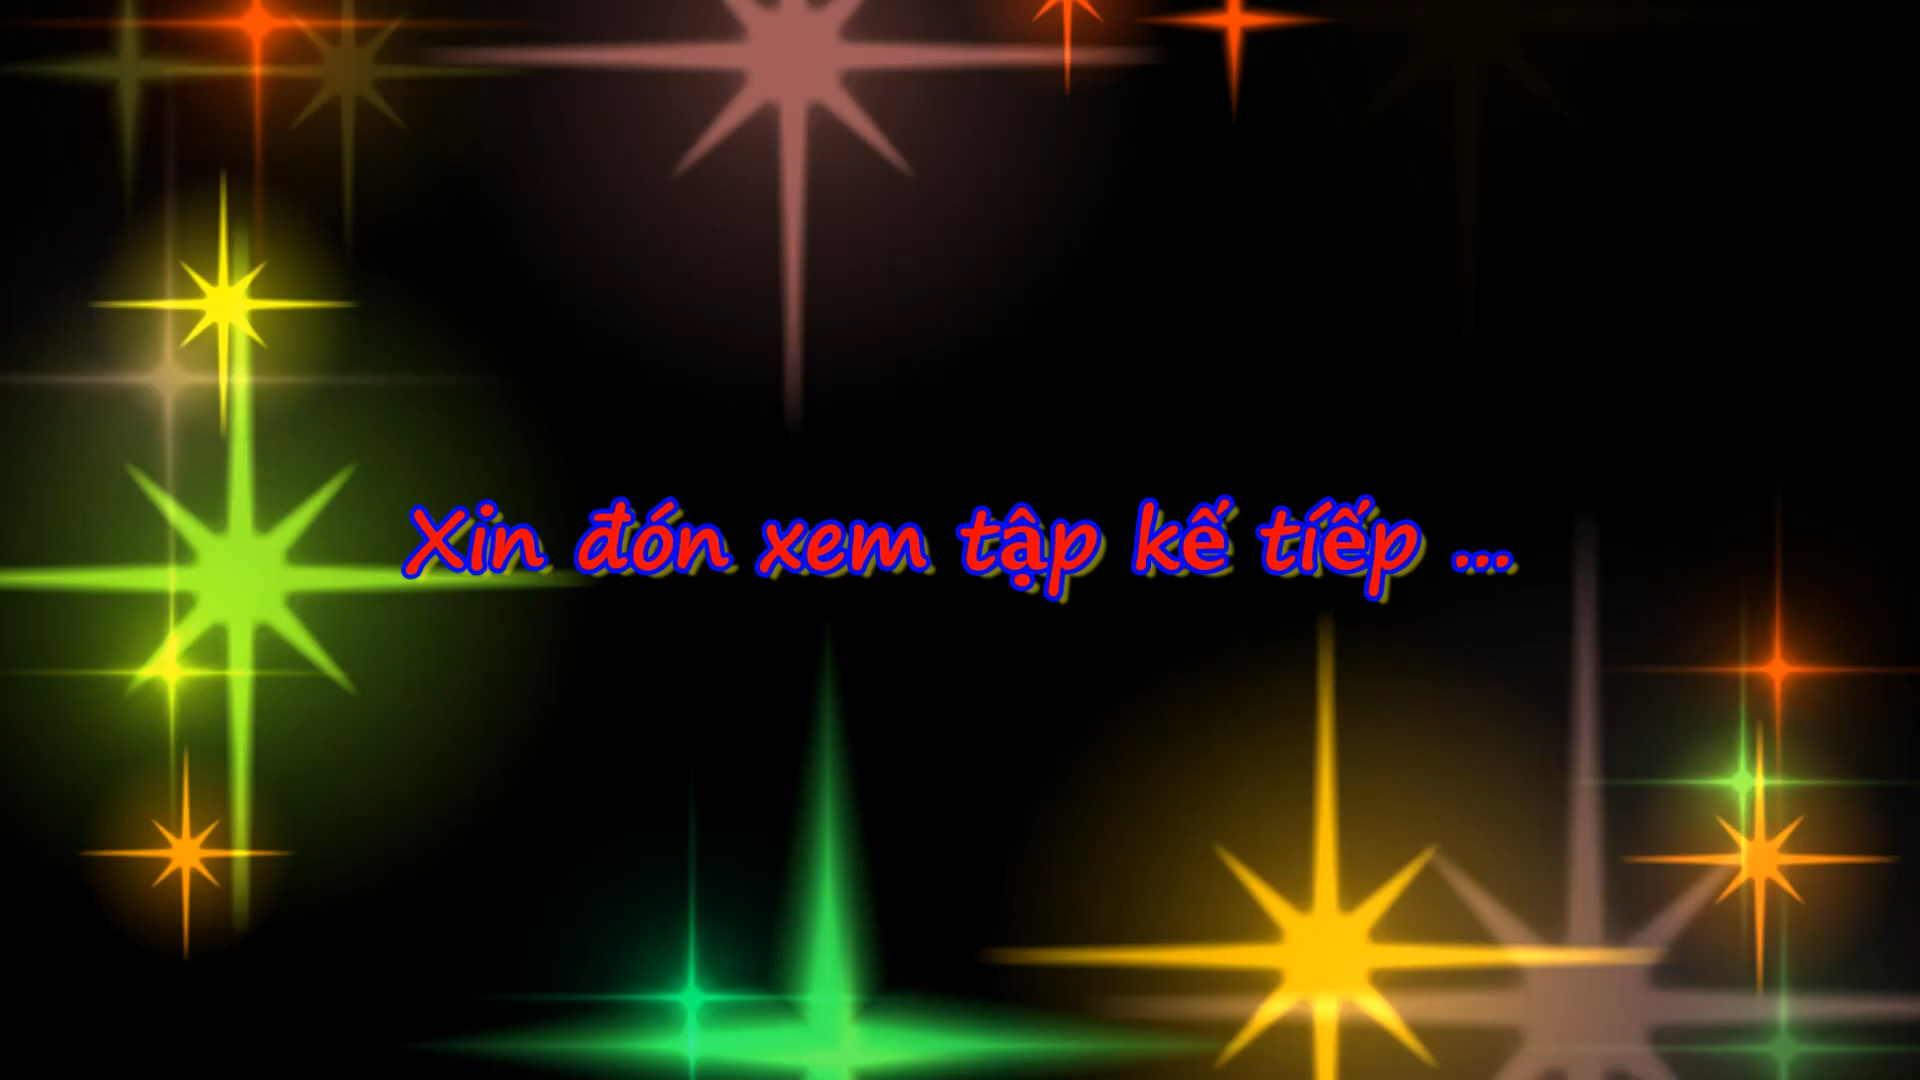 Xin đón xem tập kế tiếp ...